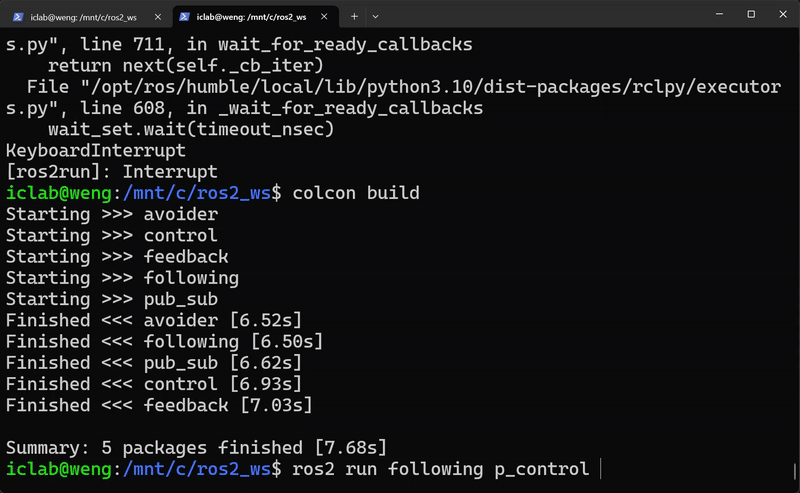 iclab@weng: /mnt/c/ros2_ws
iclab@weng: /mnt/c/ros2_ws
s.py", line 711, in wait_for_ready_callbacks
    return next(self._cb_iter)
  File "/opt/ros/humble/local/lib/python3.10/dist-packages/rclpy/executor
s.py", line 608, in _wait_for_ready_callbacks
    wait_set.wait(timeout_nsec)
KeyboardInterrupt
[ros2run]: Interrupt
iclab@weng:/mnt/c/ros2_ws$ colcon build
Starting >>> avoider
Starting >>> control
Starting >>> feedback
Starting >>> following
Starting >>> pub_sub
Finished <<< avoider [6.52s]
Finished <<< following [6.50s]
Finished <<< pub_sub [6.62s]
Finished <<< control [6.93s]
Finished <<< feedback [7.03s]

Summary: 5 packages finished [7.68s]
iclab@weng:/mnt/c/ros2_ws$ ros2 run following p_control